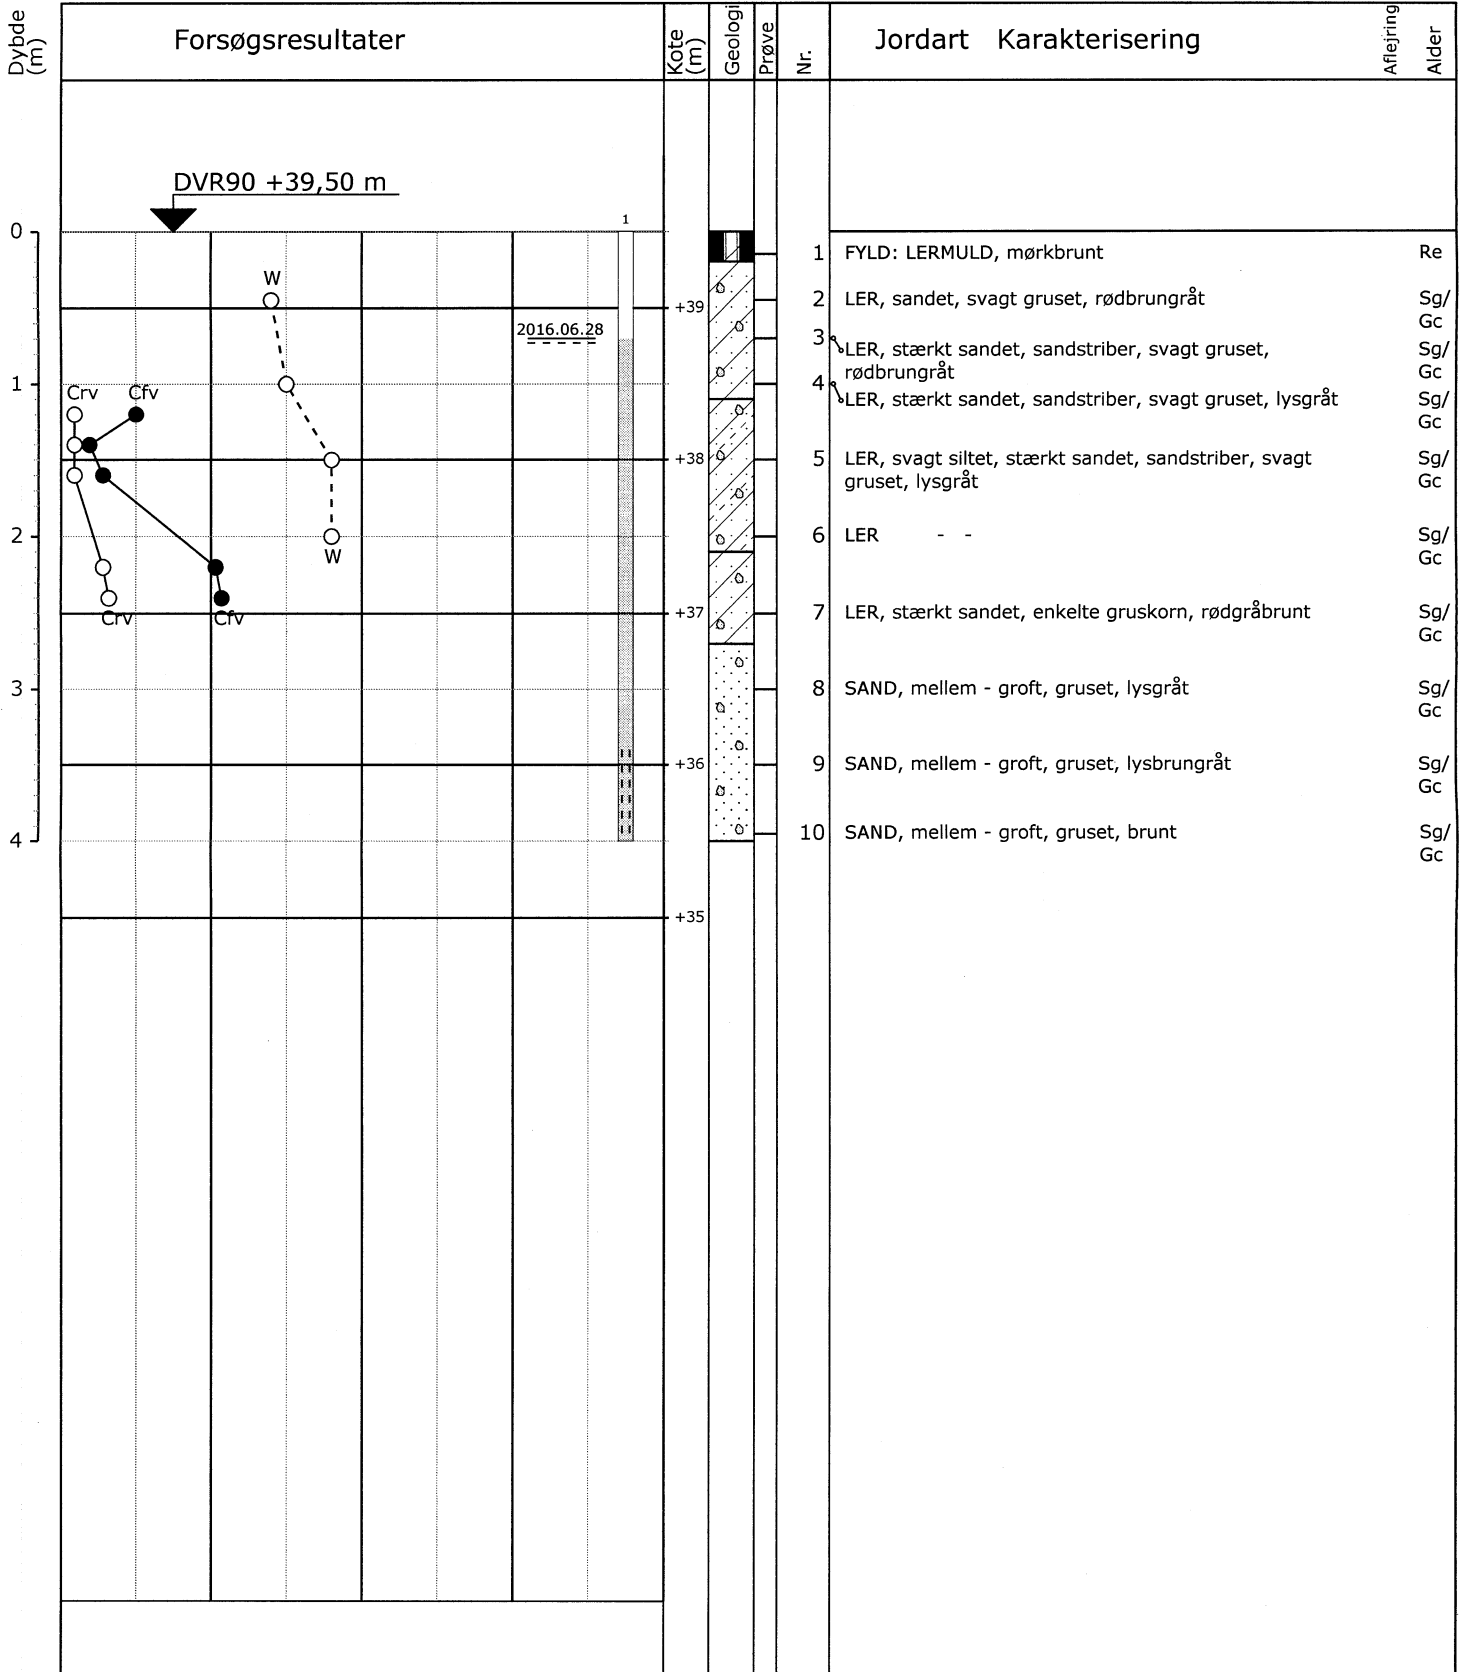 Dybde (m)
Forsøgsresultater
Kote (m)
Geologi
Prøve
Nr.
Jordart Karakterisering
Aflejring
Alder
DVR90 +39,50 m
0
1
1 FYLD: LERMULD, mørkbrunt Re
W
2 LER, sandet, svagt gruset, rødbrungråt Sg/
Gc
+39
2016.06.28
3 LER, stærkt sandet, sandstriber, svagt gruset, Sg/
rødbrungråt Gc
1
4 LER, stærkt sandet, sandstriber, svagt gruset, lysgråt Sg/
Gc
Crv Cfv
+38
5 LER, svagt siltet, stærkt sandet, sandstriber, svagt Sg/
gruset, lysgråt Gc
2
6 LER - - Sg/
Gc
W
+37
7 LER, stærkt sandet, enkelte gruskorn, rødgråbrunt Sg/
Gc
Crv Cfv
3
8 SAND, mellem - groft, gruset, lysgråt Sg/
Gc
+36
9 SAND, mellem - groft, gruset, lysbrungråt Sg/
Gc
4
10 SAND, mellem - groft, gruset, brunt Sg/
Gc
+35